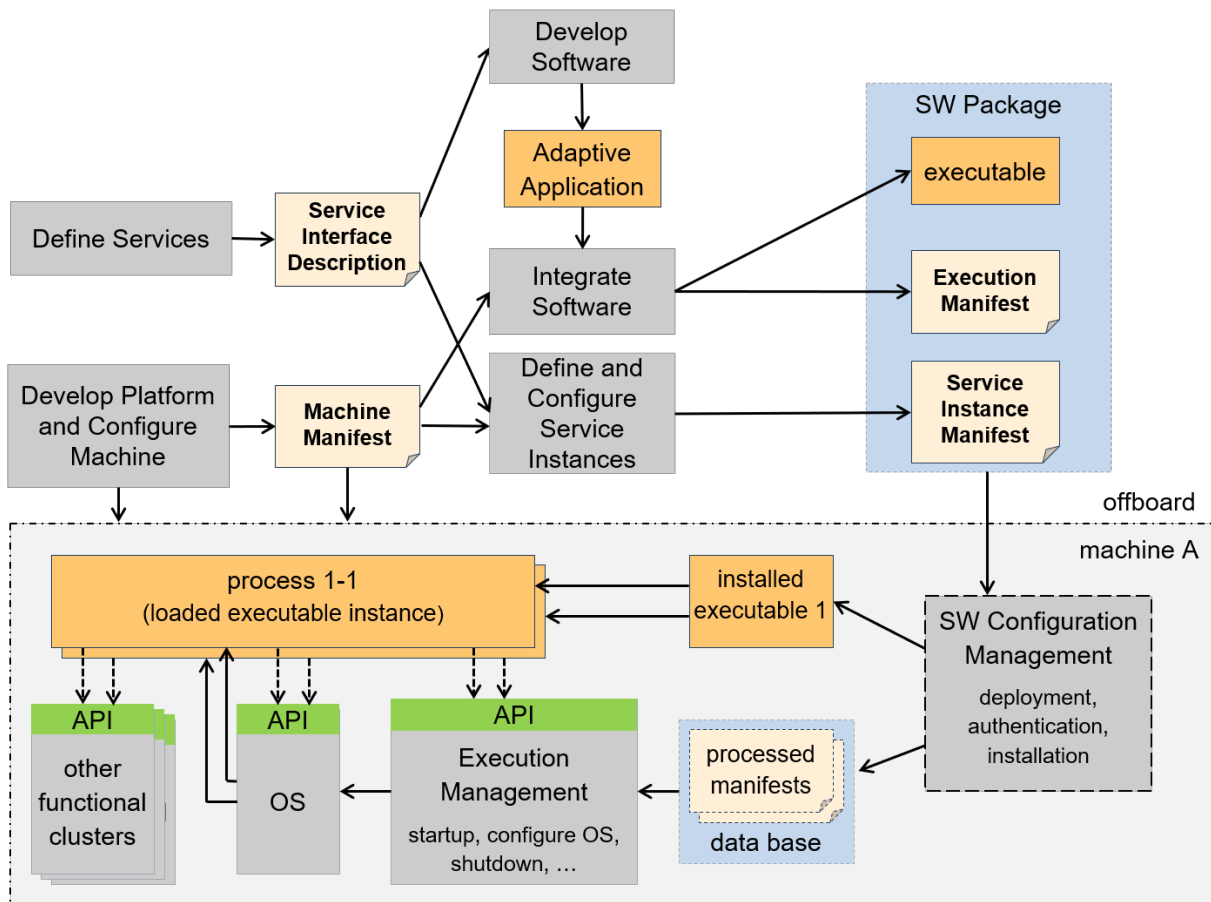 Develop
Software
SW Package
Adaptive
Application
executable
Define Services
Service
Interface
Description
Integrate
Software
Execution
Manifest
Develop Platform
and Configure
Machine
Machine
Manifest
Define and
Configure
Service
Instances
Service
Instance
Manifest
offboard
machine A
process 1-1
(loaded executable instance)
installed
executable 1
SW Configuration
Management
deployment,
authentication,
installation
API
other
functional
clusters
API
OS
API
Execution
Management
startup, configure OS,
shutdown, …
processed
manifests
data base